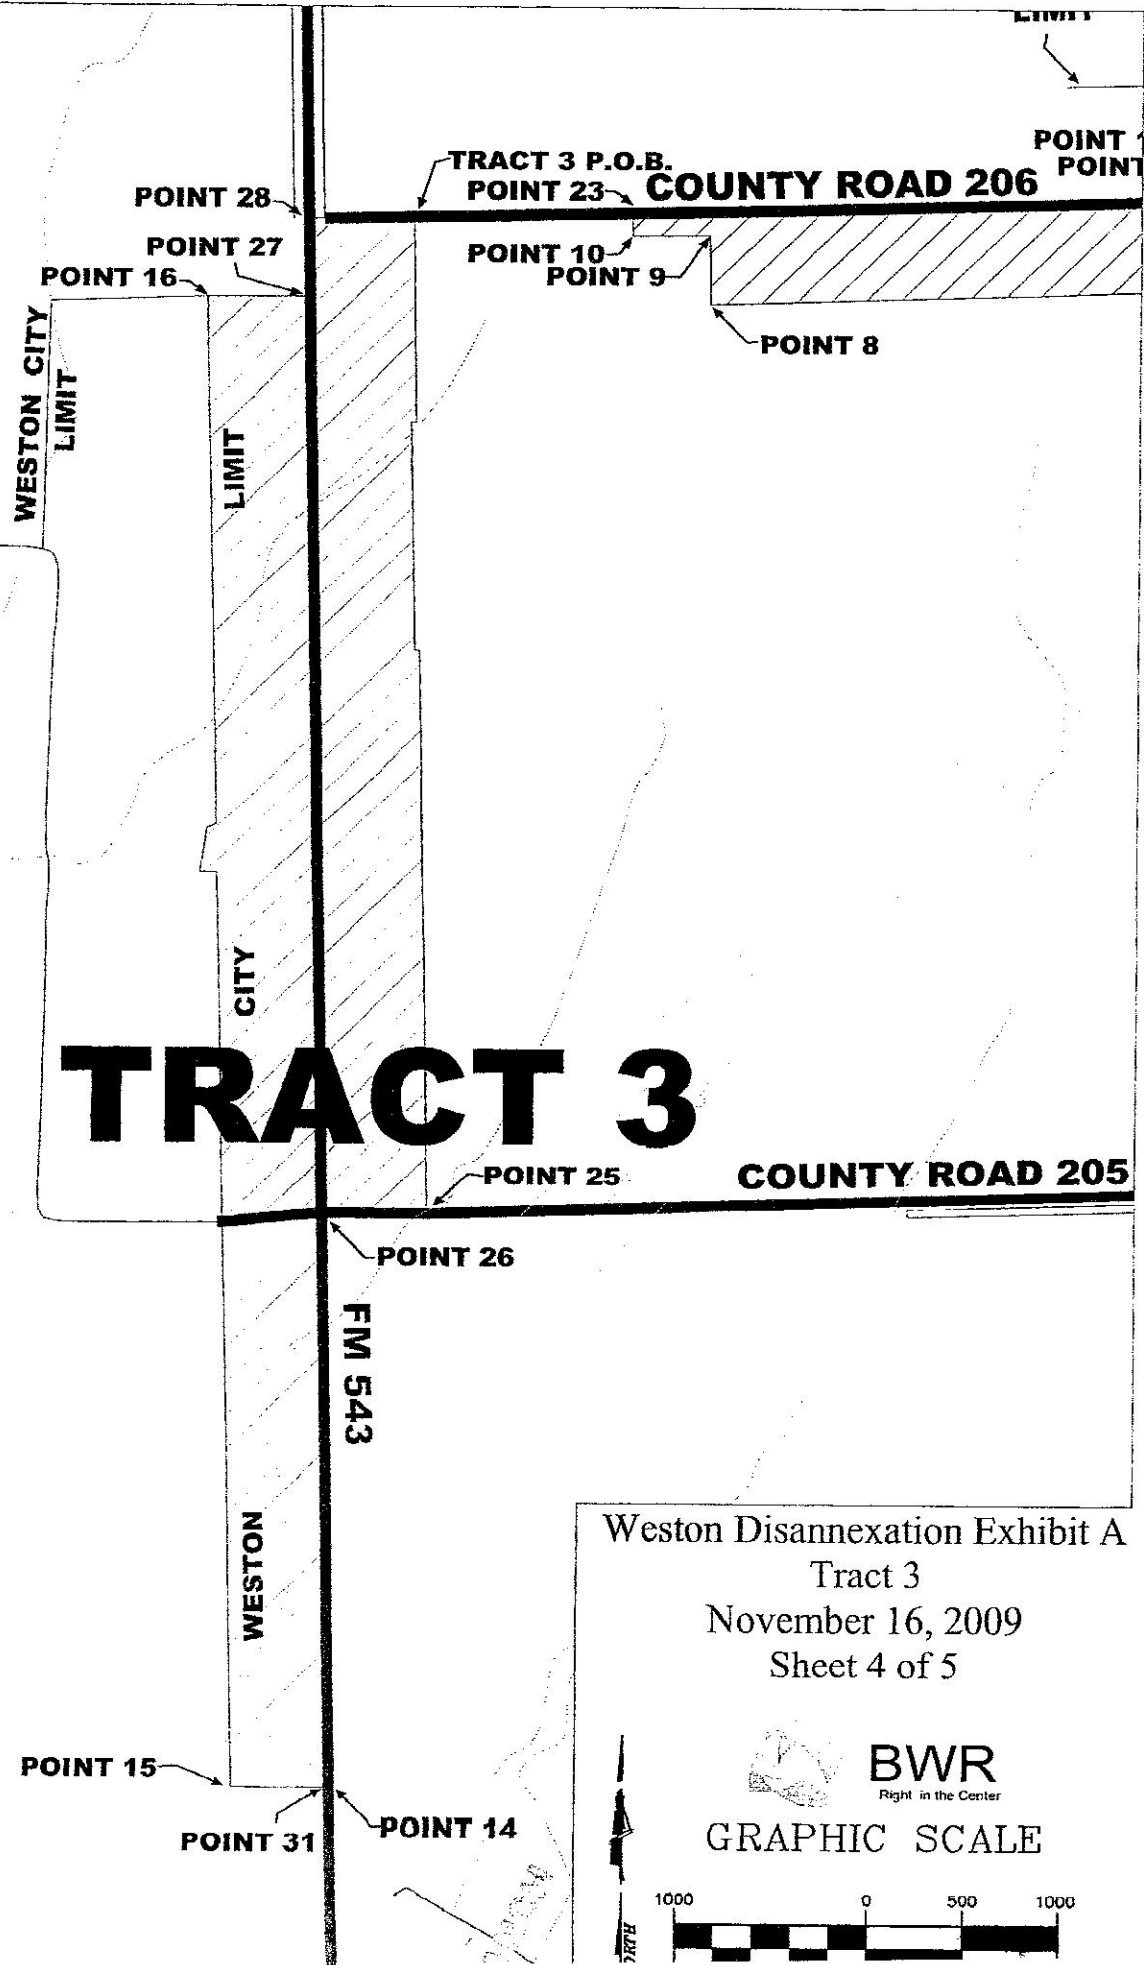 LIMIT
POINT
POINT
TRACT 3 P.O.B.
POINT 28
POINT 23
COUNTY ROAD 206
POINT 27
POINT 10
POINT 9
POINT 16
POINT 8
WESTON CITY
LIMIT
LIMIT
CITY
TRACT 3
POINT 25
COUNTY ROAD 205
POINT 26
FM 543
WESTON
Weston Disannexation Exhibit A
Tract 3
November 16, 2009
Sheet 4 of 5
BWR
Right in the Center
POINT 15
POINT 31
POINT 14
GRAPHIC SCALE
1000 0 500 1000